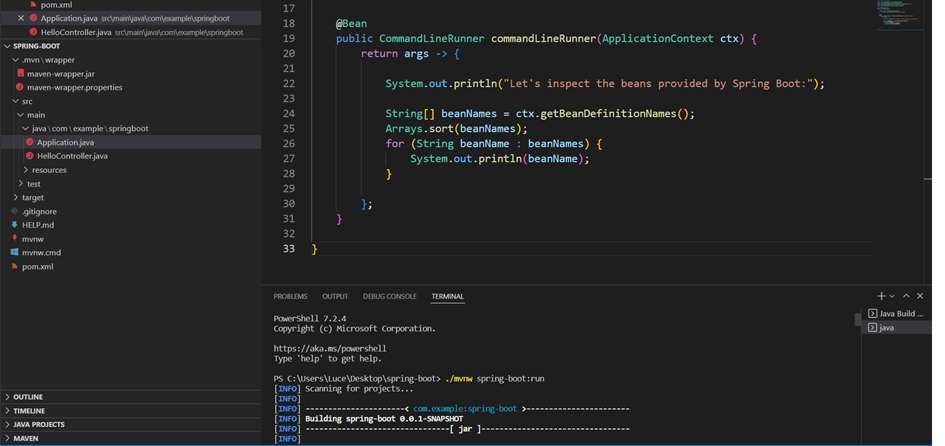 pom.xml
Application.java src\main\java\com\example\springboot
HelloController.java src\main\java\com\example\springboot
SPRING-BOOT
.mvn\wrapper
maven-wrapper.jar
maven-wrapper.properties
src
main
java\com\example\springboot
Application.java
HelloController.java
resources
test
target
.gitignore
HELP.md
mvnw
mvnw.cmd
pom.xml
OUTLINE
TIMELINE
JAVA PROJECTS
MAVEN
17
18 @Bean
19 public CommandLineRunner commandLineRunner(ApplicationContext ctx) {
20 return args -> {
21
22 System.out.println("Let's inspect the beans provided by Spring Boot:");
23
24 String[] beanNames = ctx.getBeanDefinitionNames();
25 Arrays.sort(beanNames);
26 for (String beanName : beanNames) {
27 System.out.println(beanName);
28 }
29
30 };
31 }
32
33 }
PROBLEMS OUTPUT DEBUG CONSOLE TERMINAL
PowerShell 7.2.4
Copyright (c) Microsoft Corporation.
https://aka.ms/powershell
Type 'help' to get help.
PS C:\Users\Luce\Desktop\spring-boot> ./mvnw spring-boot:run
[INFO] Scanning for projects...
[INFO]
[INFO] ----------------------< com.example:spring-boot >-----------------------
[INFO] Building spring-boot 0.0.1-SNAPSHOT
[INFO] --------------------------------[ jar ]---------------------------------
[INFO]
Java Build ...
java